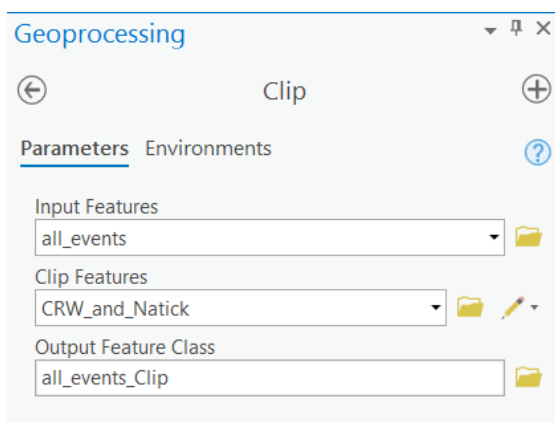 Geoprocessing
Clip
Parameters Environments
Input Features
all_events
Clip Features
CRW_and_Natick
Output Feature Class
all_events_Clip